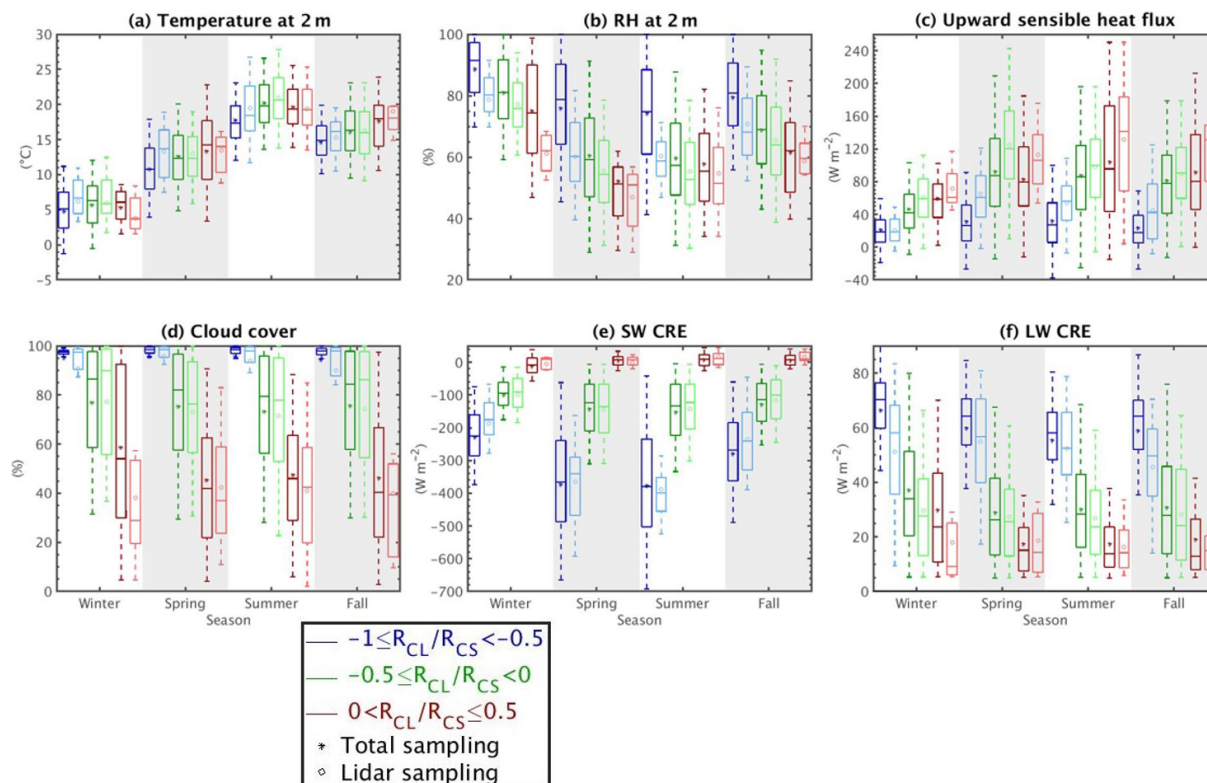 (a) Temperature at 2 m
(b) RH at 2 m
(c) Upward sensible heat flux
30
25
20
15
10
5
0
−5
(°C)
100
80
60
40
20
(%)
260
240
200
160
120
80
40
0
−40
(W m⁻²)
(d) Cloud cover
(e) SW CRE
(f) LW CRE
100
80
60
40
20
0
(%)
0
−100
−200
−300
−400
−500
−600
−700
(W m⁻²)
80
60
40
20
0
(W m⁻²)
Winter Spring Summer Fall
Season
Winter Spring Summer Fall
Season
Winter Spring Summer Fall
Season
−1≤R_CL/R_CS<−0.5
−0.5≤R_CL/R_CS<0
0<R_CL/R_CS≤0.5
* Total sampling
○ Lidar sampling